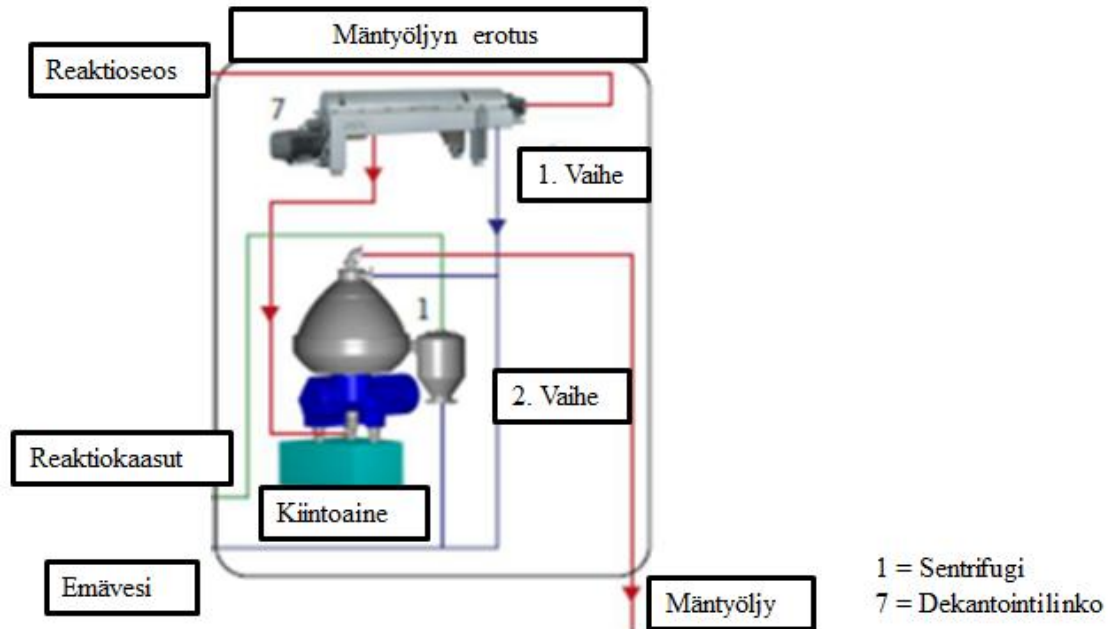 Mäntyöljyn erotus
Reaktioseos
7
1. Vaihe
1
2. Vaihe
Reaktiokaasut
Kiintoaine
Emävesi
Mäntyöljy
1 = Sentrifugi
7 = Dekantointilinko